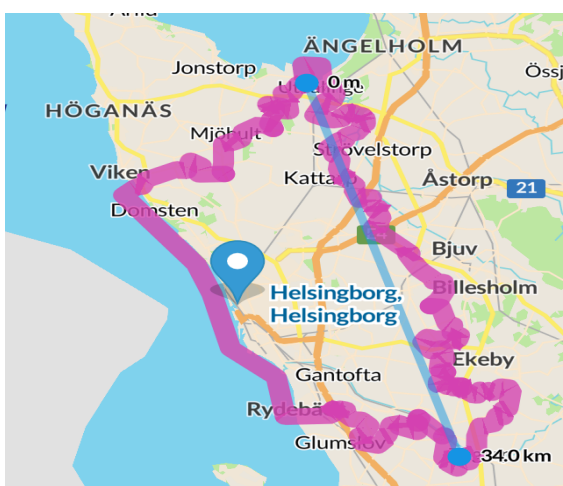 ÄNGELHOLM
Jonstorp
0 m
Össj
HÖGANÄS
Mjöhult
Strövelstorp
Viken
Kattarp
Åstorp
21
Domsten
Bjuv
Helsingborg,
Helsingborg
Billesholm
Ekeby
Gantofta
Rydebä
Glumslöv
34.0 km